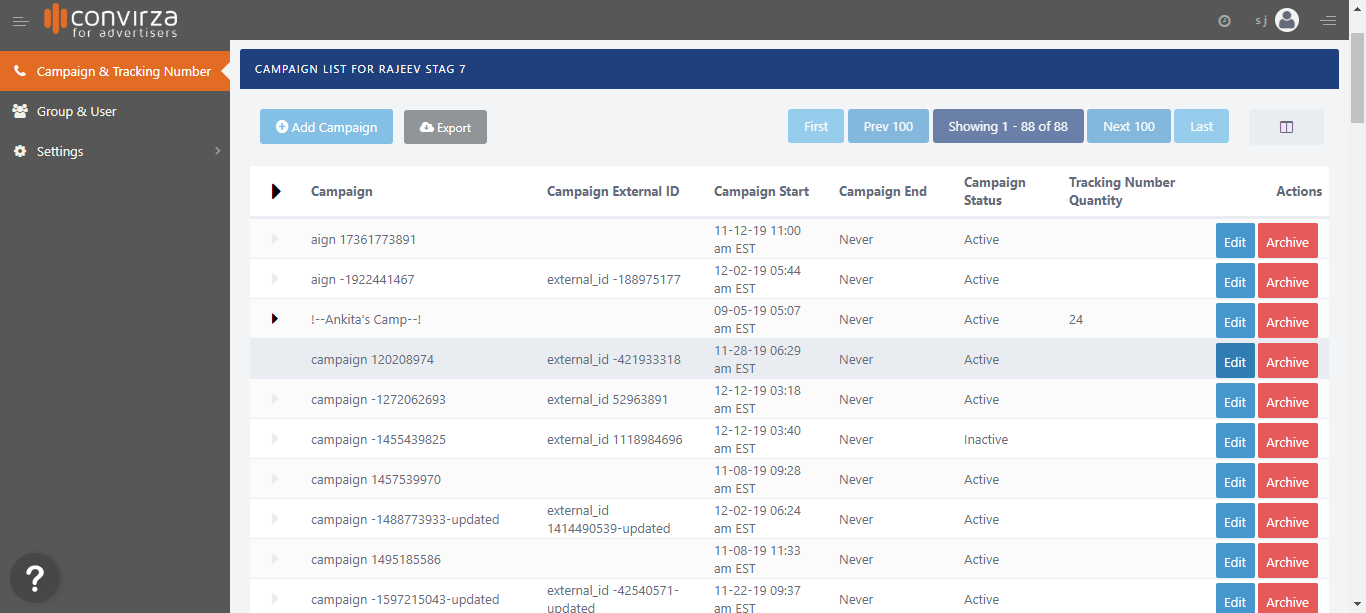 convirza
for advertisers
s j
Campaign & Tracking Number
Group & User
Settings
CAMPAIGN LIST FOR RAJEEV STAG 7
Add Campaign
Export
First
Prev 100
Showing 1 - 88 of 88
Next 100
Last
Campaign
Campaign External ID
Campaign Start
Campaign End
Campaign
Status
Tracking Number
Quantity
Actions
aign 17361773891
11-12-19 11:00
am EST
Never
Active
Edit
Archive
aign -1922441467
external_id -188975177
12-02-19 05:44
am EST
Never
Active
Edit
Archive
!--Ankita's Camp--!
09-05-19 05:07
am EST
Never
Active
24
Edit
Archive
campaign 120208974
external_id -421933318
11-28-19 06:29
am EST
Never
Active
Edit
Archive
campaign -1272062693
external_id 52963891
12-12-19 03:18
am EST
Never
Active
Edit
Archive
campaign -1455439825
external_id 1118984696
12-12-19 03:40
am EST
Never
Inactive
Edit
Archive
campaign 1457539970
11-08-19 09:28
am EST
Never
Active
Edit
Archive
campaign -1488773933-updated
external_id
1414490539-updated
12-02-19 06:24
am EST
Never
Active
Edit
Archive
campaign 1495185586
11-08-19 11:33
am EST
Never
Active
Edit
Archive
campaign -1597215043-updated
external_id -42540571-
updated
11-22-19 09:37
am EST
Never
Active
Edit
Archive
?